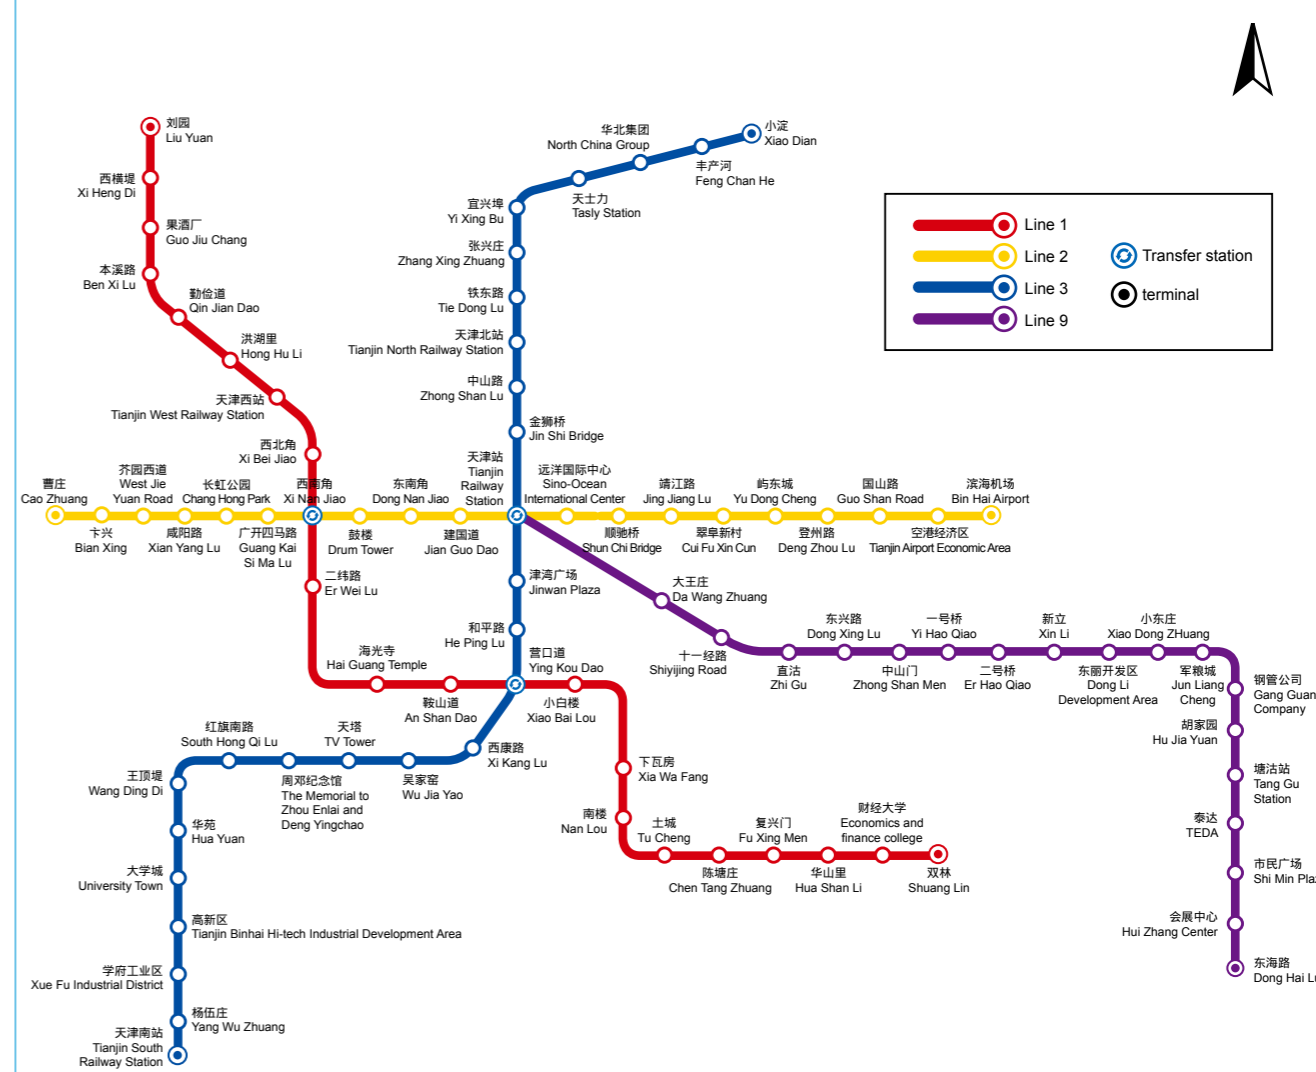 刘园
Liu Yuan
西横堤
Xi Heng Di
果酒厂
Guo Jiu Chang
本溪路
Ben Xi Lu
勤俭道
Qin Jian Dao
洪湖里
Hong Hu Li
天津西站
Tianjin West Railway Station
西北角
Xi Bei Jiao
华北集团
North China Group
小淀
Xiao Dian
丰产河
Feng Chan He
天士力
Tasly Station
宜兴埠
Yi Xing Bu
张兴庄
Zhang Xing Zhuang
铁东路
Tie Dong Lu
天津北站
Tianjin North Railway Station
中山路
Zhong Shan Lu
金狮桥
Jin Shi Bridge
Line 1
Line 2
Line 3
Line 9
Transfer station
terminal
曹庄
Cao Zhuang
芥园西道
West Jie
Yuan Road
长虹公园
Chang Hong Park
西南角
Xi Nan Jiao
东南角
Dong Nan Jiao
天津站
Tianjin
Railway
Station
远洋国际中心
Sino-Ocean
International Center
靖江路
Jing Jiang Lu
屿东城
Yu Dong Cheng
国山路
Guo Shan Road
滨海机场
Bin Hai Airport
卞兴
Bian Xing
咸阳路
Xian Yang Lu
广开四马路
Guang Kai
Si Ma Lu
鼓楼
Drum Tower
建国道
Jian Guo Dao
顺驰桥
Shun Chi Bridge
翠阜新村
Cui Fu Xin Cun
登州路
Deng Zhou Lu
空港经济区
Tianjin Airport Economic Area
二纬路
Er Wei Lu
津湾广场
Jinwan Plaza
和平路
He Ping Lu
营口道
Ying Kou Dao
海光寺
Hai Guang Temple
鞍山道
An Shan Dao
小白楼
Xiao Bai Lou
大王庄
Da Wang Zhuang
十一经路
Shiyijing Road
直沽
Zhi Gu
东兴路
Dong Xing Lu
中山门
Zhong Shan Men
一号桥
Yi Hao Qiao
二号桥
Er Hao Qiao
新立
Xin Li
东丽开发区
Dong Li
Development Area
小东庄
Xiao Dong ZHuang
军粮城
Jun Liang
Cheng
钢管公司
Gang Guan
Company
胡家园
Hu Jia Yuan
塘沽站
Tang Gu
Station
泰达
TEDA
市民广场
Shi Min Pla
会展中心
Hui Zhang Center
东海路
Dong Hai L
红旗南路
South Hong Qi Lu
天塔
TV Tower
西康路
Xi Kang Lu
王顶堤
Wang Ding Di
周邓纪念馆
The Memorial to
Zhou Enlai and
Deng Yingchao
吴家窑
Wu Jia Yao
华苑
Hua Yuan
大学城
University Town
高新区
Tianjin Binhai Hi-tech Industrial Development Area
学府工业区
Xue Fu Industrial District
杨伍庄
Yang Wu Zhuang
天津南站
Tianjin South
Railway Station
下瓦房
Xia Wa Fang
南楼
Nan Lou
土城
Tu Cheng
陈塘庄
Chen Tang Zhuang
复兴门
Fu Xing Men
华山里
Hua Shan Li
财经大学
Economics and
finance college
双林
Shuang Lin